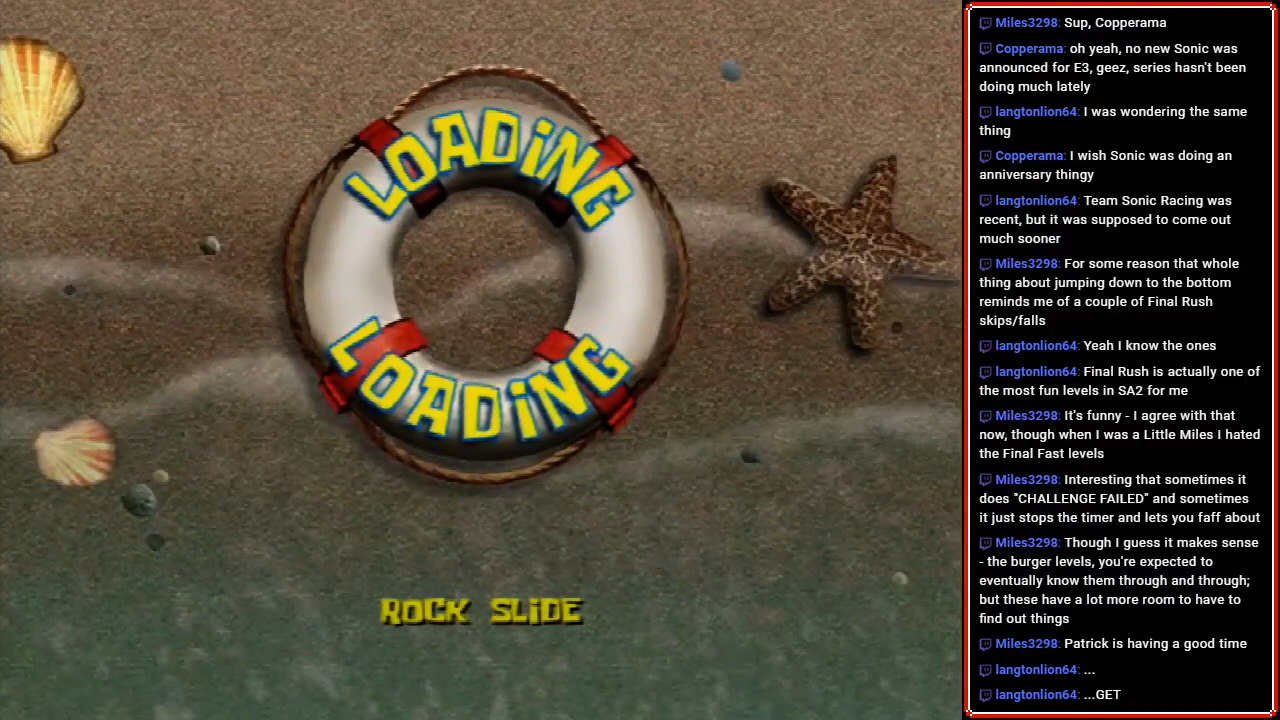 LOADING
LOADING
ROCK SLIDE
Miles3298: Sup, Copperama
Copperama: oh yeah, no new Sonic was
announced for E3, geez, series hasn't been
doing much lately
langtonlion64: I was wondering the same
thing
Copperama: I wish Sonic was doing an
anniversary thingy
langtonlion64: Team Sonic Racing was
recent, but it was supposed to come out
much sooner
Miles3298: For some reason that whole
thing about jumping down to the bottom
reminds me of a couple of Final Rush
skips/falls
langtonlion64: Yeah I know the ones
langtonlion64: Final Rush is actually one of
the most fun levels in SA2 for me
Miles3298: It's funny - I agree with that
now, though when I was a Little Miles I hated
the Final Fast levels
Miles3298: Interesting that sometimes it
does "CHALLENGE FAILED" and sometimes
it just stops the timer and lets you faff about
Miles3298: Though I guess it makes sense
- the burger levels, you're expected to
eventually know them through and through;
but these have a lot more room to have to
find out things
Miles3298: Patrick is having a good time
langtonlion64: ...
langtonlion64: ...GET